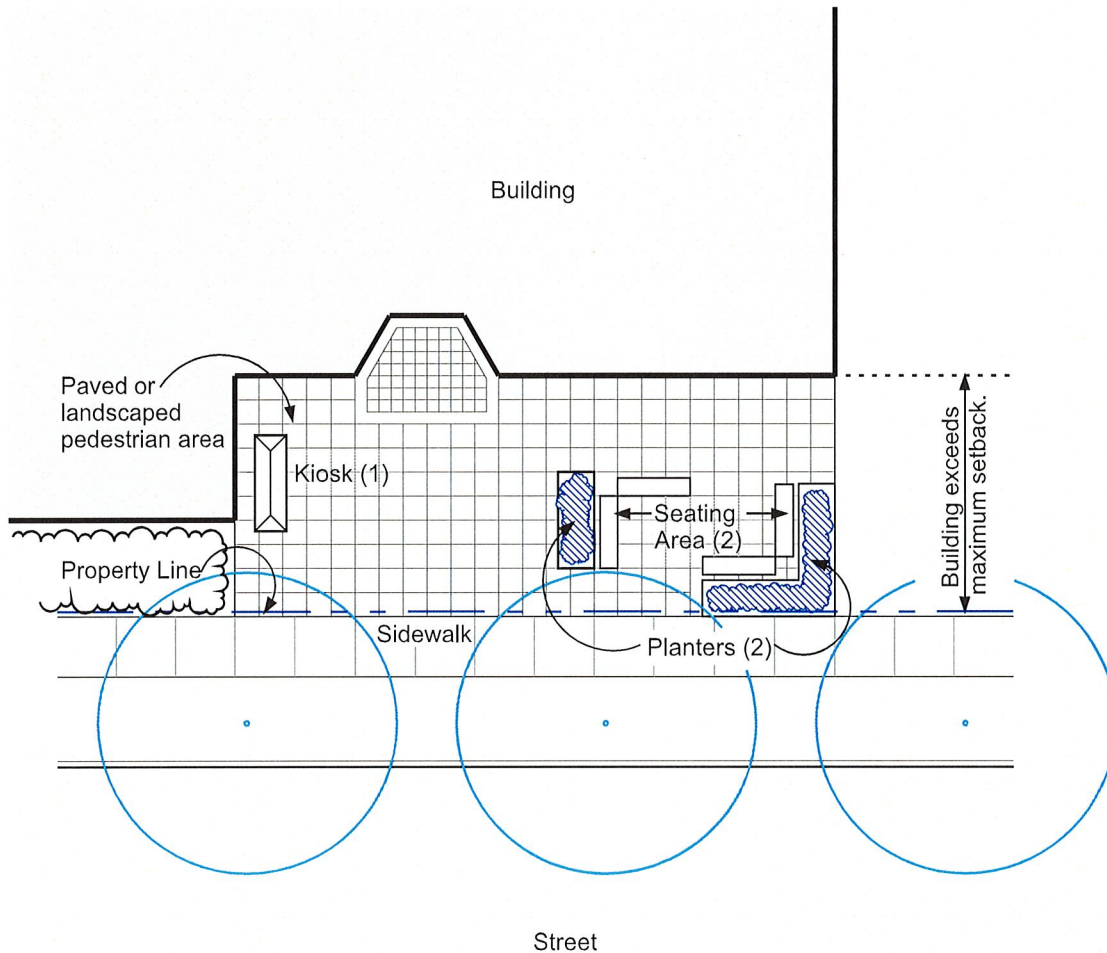 Building
Paved or
landscaped
pedestrian area
Kiosk (1)
Seating
Area (2)
Building exceeds
maximum setback.
Property Line
Sidewalk
Planters (2)
Street